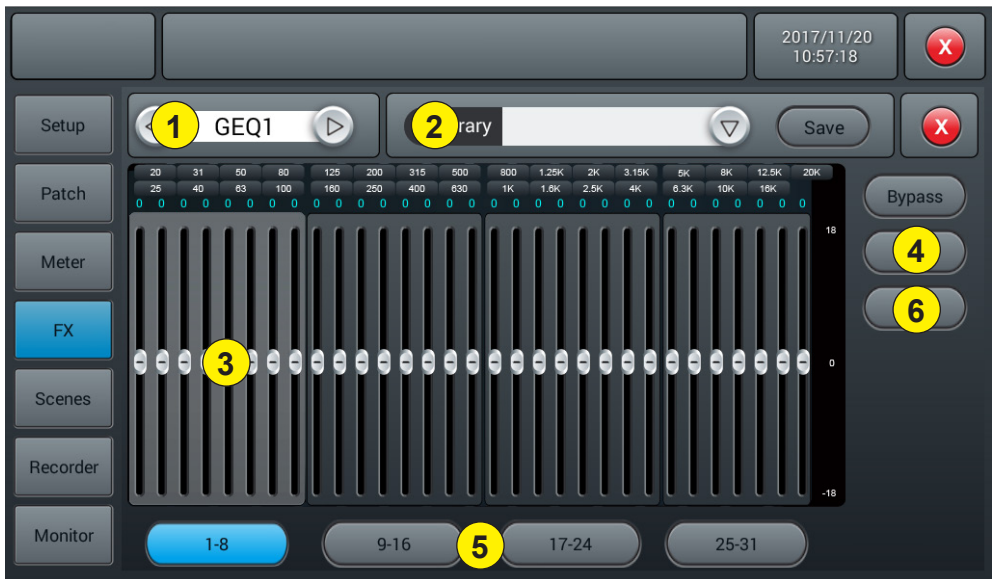 2017/11/20
10:57:18
X
Setup
Patch
Meter
FX
Scenes
Recorder
Monitor
1 GEQ1
2 rary
Save
X
20 31 50 80 125 200 315 500 800 1.25K 2K 3.15K 5K 8K 12.5K 20K
25 40 63 100 160 250 400 630 1K 1.6K 2.5K 4K 6.3K 10K 16K
0 0 0 0 0 0 0 0 0 0 0 0 0 0 0 0 0 0 0 0 0 0 0 0 0 0 0 0 0 0 0
18
0
-18
3
Bypass
4
6
1-8
9-16
5
17-24
25-31